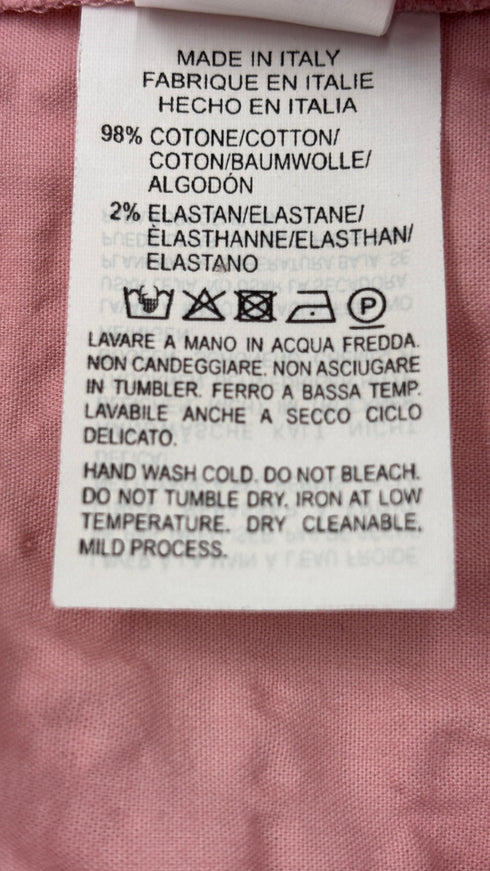 MADE IN ITALY
FABRIQUE EN ITALIE
HECHO EN ITALIA
98% COTONE/COTTON/
COTON/BAUMWOLLE/
ALGODÓN
2% ELASTAN/ELASTANE/
ÈLASTHANNE/ELASTHAN/
ELASTANO
P
LAVARE A MANO IN ACQUA FREDDA.
NON CANDEGGIARE. NON ASCIUGARE
IN TUMBLER. FERRO A BASSA TEMP.
LAVABILE ANCHE A SECCO CICLO
DELICATO.
HAND WASH COLD. DO NOT BLEACH.
DO NOT TUMBLE DRY. IRON AT LOW
TEMPERATURE. DRY CLEANABLE,
MILD PROCESS.